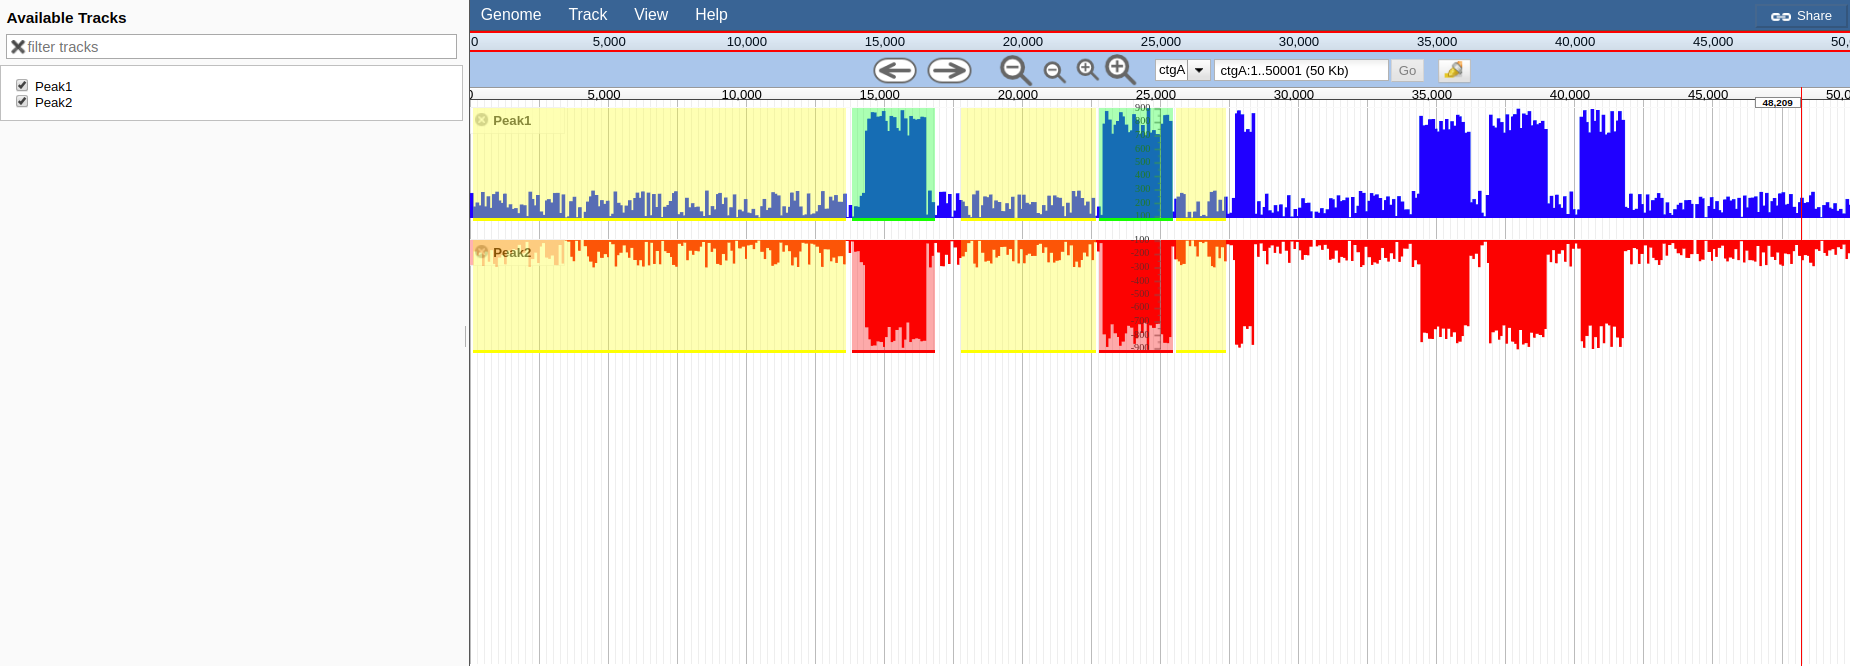 Available Tracks
filter tracks
Peak1
Peak2
Genome Track View Help Share
0 5,000 10,000 15,000 20,000 25,000 30,000 35,000 40,000 45,000 50,
ctgA ctgA:1..50001 (50 Kb) Go
5,000 10,000 15,000 20,000 25,000 30,000 35,000 40,000 45,000 50,0
48,209
900
Peak1
Peak2
-900